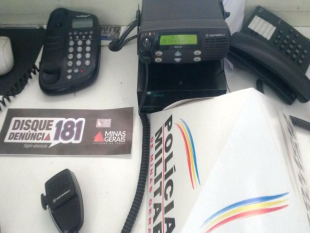 DISQUE
DENÚNCIA 181
MINAS
GERAIS
POLÍCIA
MILITAR